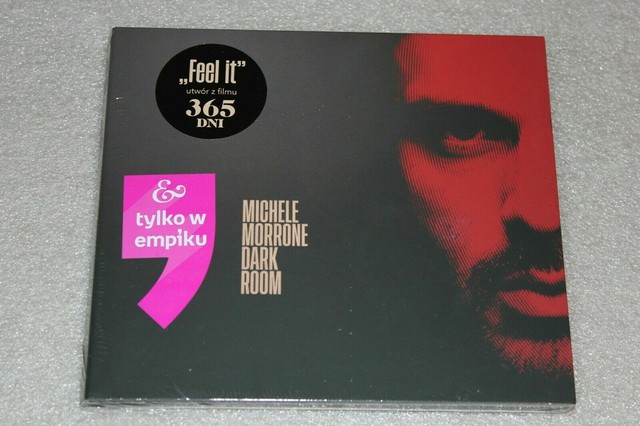 „Feel it”
utwór z filmu
365
DNI
&
tylko w
empiku
MICHELE
MORRONE
DARK
ROOM